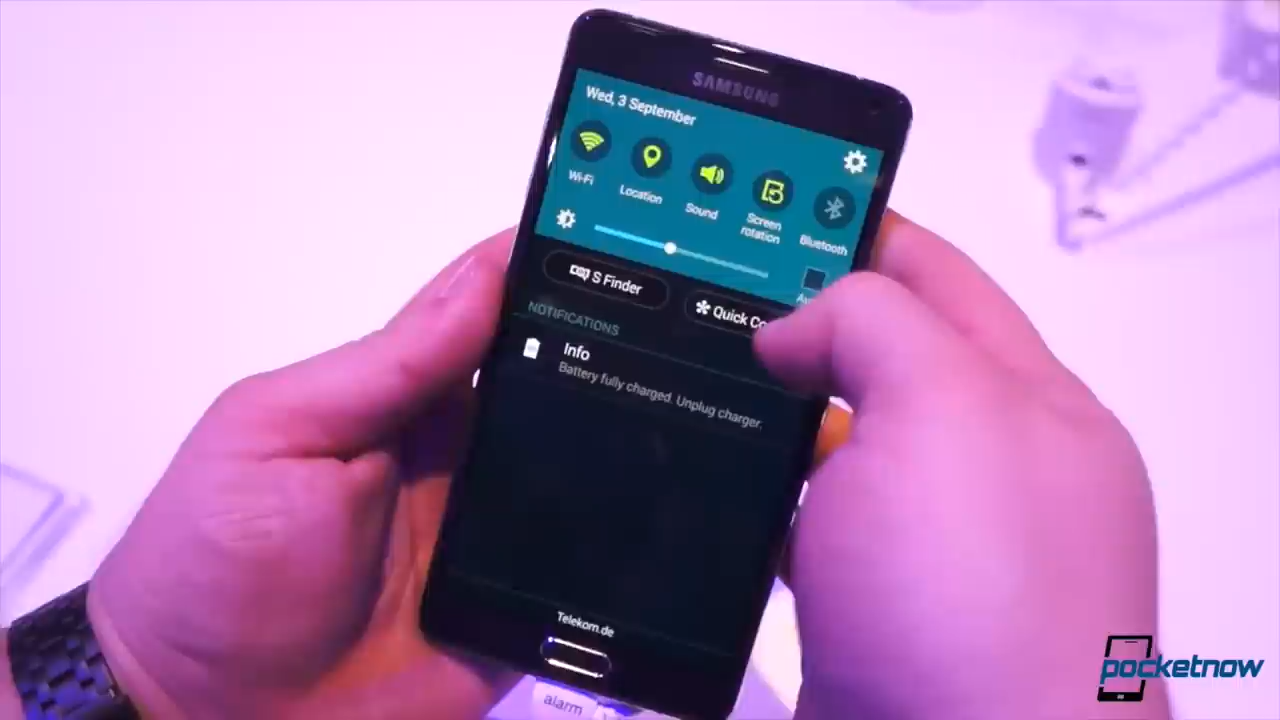 SAMSUNG
Wed, 3 September
Wi-Fi
Location
Sound
Screen
rotation
Bluetooth
S Finder
Quick Co
NOTIFICATIONS
Info
Battery fully charged. Unplug charger.
Telekom.de
alarm
pocketnow